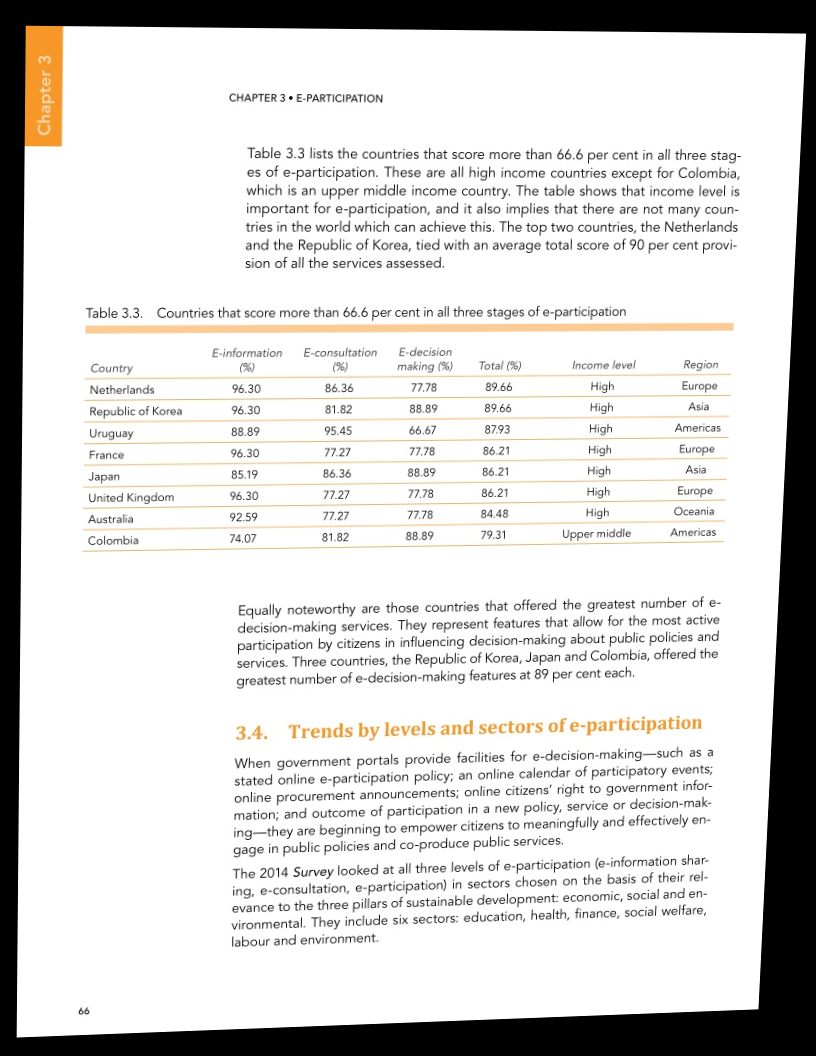 Chapter 3
CHAPTER 3 • E-PARTICIPATION
Table 3.3 lists the countries that score more than 66.6 per cent in all three stag-
es of e-participation. These are all high income countries except for Colombia,
which is an upper middle income country. The table shows that income level is
important for e-participation, and it also implies that there are not many coun-
tries in the world which can achieve this. The top two countries, the Netherlands
and the Republic of Korea, tied with an average total score of 90 per cent provi-
sion of all the services assessed.
Table 3.3. Countries that score more than 66.6 per cent in all three stages of e-participation
Country E-information (%) E-consultation (%) E-decision making (%) Total (%) Income level Region
Netherlands 96.30 86.36 77.78 89.66 High Europe
Republic of Korea 96.30 81.82 88.89 89.66 High Asia
Uruguay 88.89 95.45 66.67 87.93 High Americas
France 96.30 77.27 77.78 86.21 High Europe
Japan 85.19 86.36 88.89 86.21 High Asia
United Kingdom 96.30 77.27 77.78 86.21 High Europe
Australia 92.59 77.27 77.78 84.48 High Oceania
Colombia 74.07 81.82 88.89 79.31 Upper middle Americas
Equally noteworthy are those countries that offered the greatest number of e-
decision-making services. They represent features that allow for the most active
participation by citizens in influencing decision-making about public policies and
services. Three countries, the Republic of Korea, Japan and Colombia, offered the
greatest number of e-decision-making features at 89 per cent each.
3.4. Trends by levels and sectors of e-participation
When government portals provide facilities for e-decision-making—such as a
stated online e-participation policy; an online calendar of participatory events;
online procurement announcements; online citizens' right to government infor-
mation; and outcome of participation in a new policy, service or decision-mak-
ing—they are beginning to empower citizens to meaningfully and effectively en-
gage in public policies and co-produce public services.
The 2014 Survey looked at all three levels of e-participation (e-information shar-
ing, e-consultation, e-participation) in sectors chosen on the basis of their rel-
evance to the three pillars of sustainable development: economic, social and en-
vironmental. They include six sectors: education, health, finance, social welfare,
labour and environment.
66